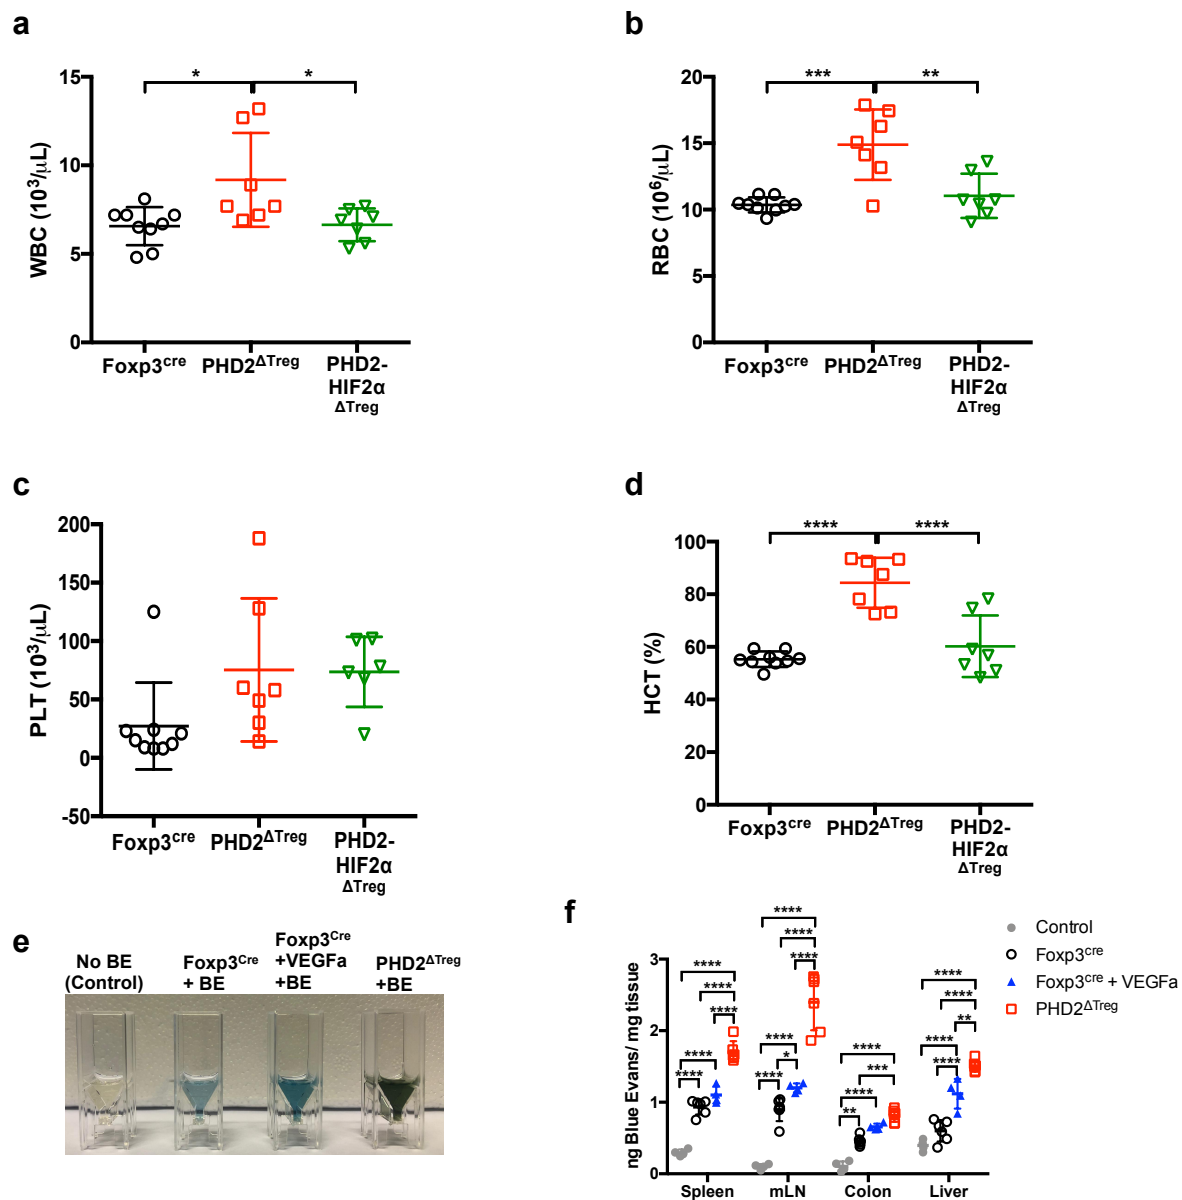 a
* *
15
10
5
0
WBC (10³/μL)
Foxp3ᶜʳᵉ PHD2ΔTreg PHD2-
HIF2α
ΔTreg
b
*** **
20
15
10
5
0
RBC (10⁶/μL)
Foxp3ᶜʳᵉ PHD2ΔTreg PHD2-
HIF2α
ΔTreg
c
200
150
100
50
0
-50
PLT (10³/μL)
Foxp3ᶜʳᵉ PHD2ΔTreg PHD2-
HIF2α
ΔTreg
d
**** ****
100
80
60
40
20
0
HCT (%)
Foxp3ᶜʳᵉ PHD2ΔTreg PHD2-
HIF2α
ΔTreg
e
No BE
(Control)
Foxp3ᶜʳᵉ
+ BE
Foxp3ᶜʳᵉ
+VEGFa
+BE
PHD2ΔTreg
+BE
f
Control
Foxp3ᶜʳᵉ
Foxp3ᶜʳᵉ + VEGFa
PHD2ΔTreg
3
2
1
0
ng Blue Evans/ mg tissue
****
****
****
****
****
****
****
****
****
*
****
****
***
****
**
****
****
**
****
****
Spleen mLN Colon Liver